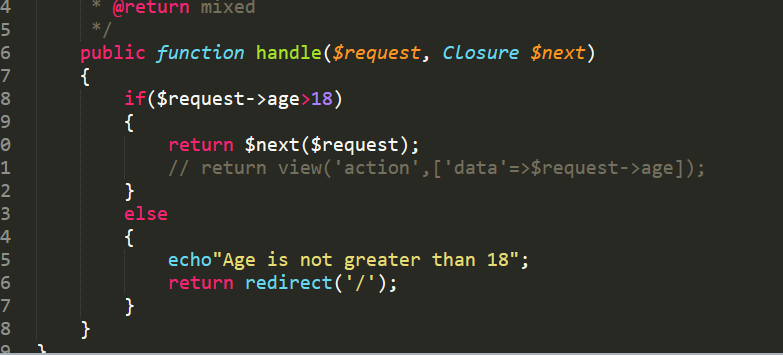 4 * @return mixed
5 */
6 public function handle($request, Closure $next)
7 {
8 if($request->age>18)
9 {
0 return $next($request);
1 // return view('action',['data'=>$request->age]);
2 }
3 else
4 {
5 echo"Age is not greater than 18";
6 return redirect('/');
7 }
8 }
9 }